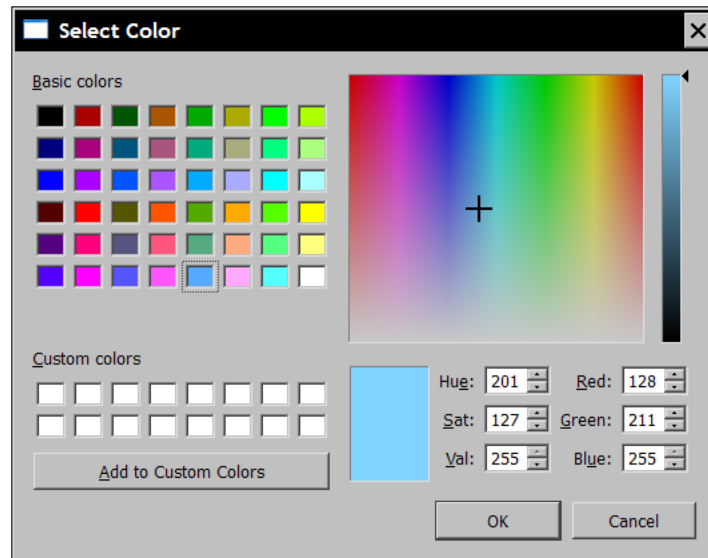 Select Color
Basic colors
Custom colors
Add to Custom Colors
Hue: 201 Red: 128
Sat: 127 Green: 211
Val: 255 Blue: 255
OK Cancel